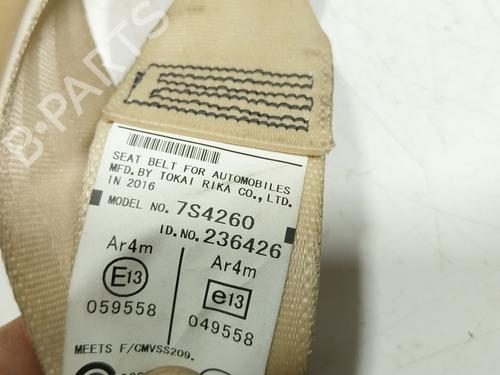 B-PARTS
SEAT BELT FOR AUTOMOBILES
MFD.BY TOKAI RIKA CO.,LTD.
IN 2016
MODEL NO. 7S4260
ID.NO.236426
Ar4m
E13
059558
Ar4m
e13
049558
MEETS F/CMVSS209.